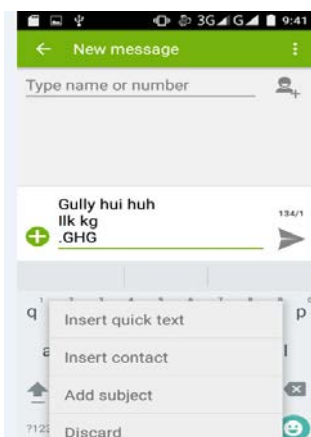 3G G 9:41
New message
Type name or number
Gully hui huh
134/1
Ilk kg
.GHG
q p
Insert quick text
a l
Insert contact
Add subject
?123
Discard